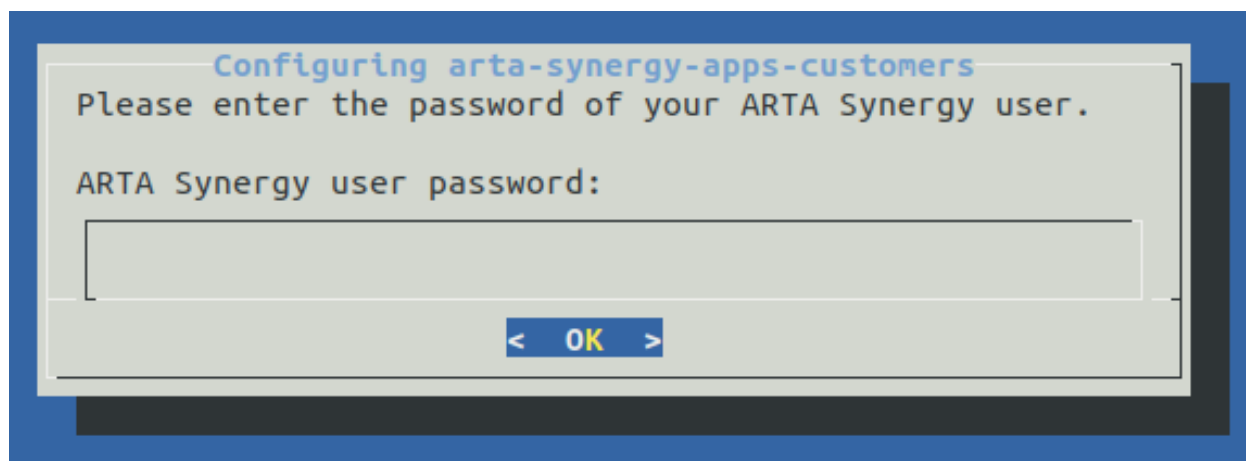 Configuring arta-synergy-apps-customers
Please enter the password of your ARTA Synergy user.
ARTA Synergy user password:
< OK >